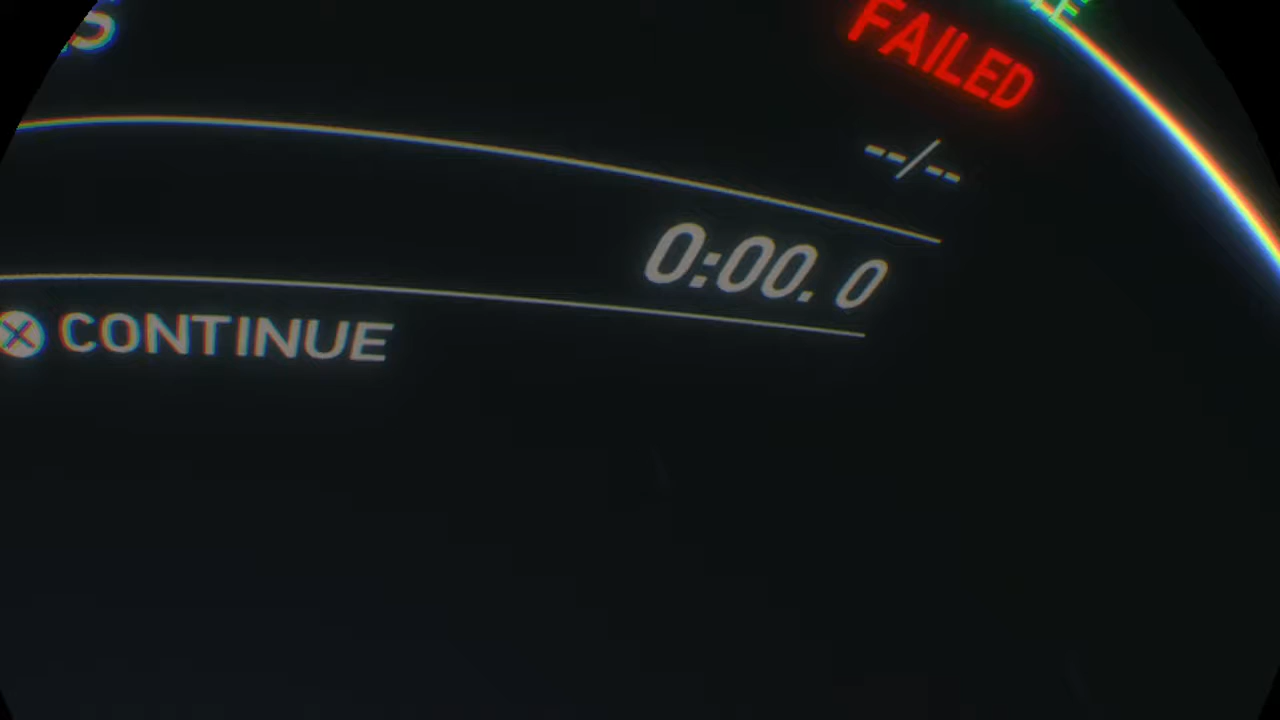 FAILED
--/--
0:00. 0
⊗ CONTINUE